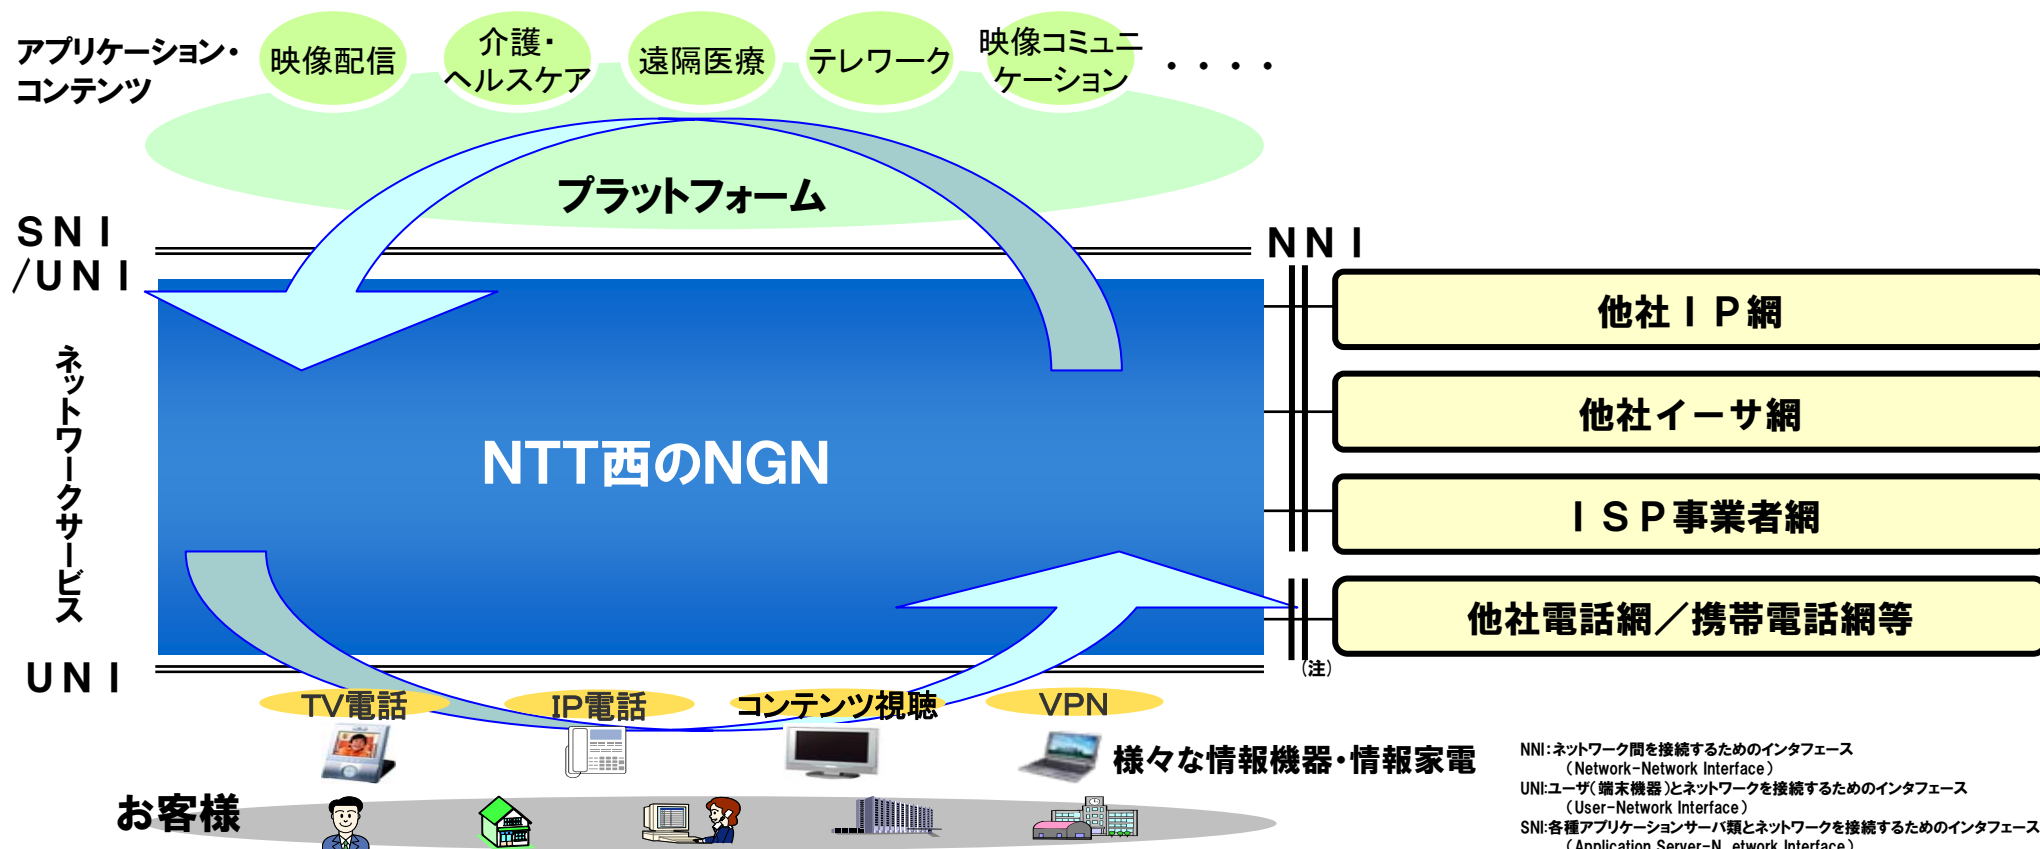 アプリケーション・
コンテンツ
映像配信
介護・
ヘルスケア
遠隔医療
テレワーク
映像コミュニ
ケーション
・・・・
プラットフォーム
ＳＮＩ
/ＵＮＩ
ＮＮＩ
ネットワークサービス
NTT西のNGN
他社ＩＰ網
他社イーサ網
ＩＳＰ事業者網
他社電話網／携帯電話網等
(注)
ＵＮＩ
TV電話
IP電話
コンテンツ視聴
VPN
様々な情報機器・情報家電
お客様
NNI：ネットワーク間を接続するためのインタフェース
（Network-Network Interface）
UNI：ユーザ（端末機器）とネットワークを接続するためのインタフェース
（User-Network Interface）
SNI：各種アプリケーションサーバ類とネットワークを接続するためのインタフェース
（Application Server-N etwork Interface）